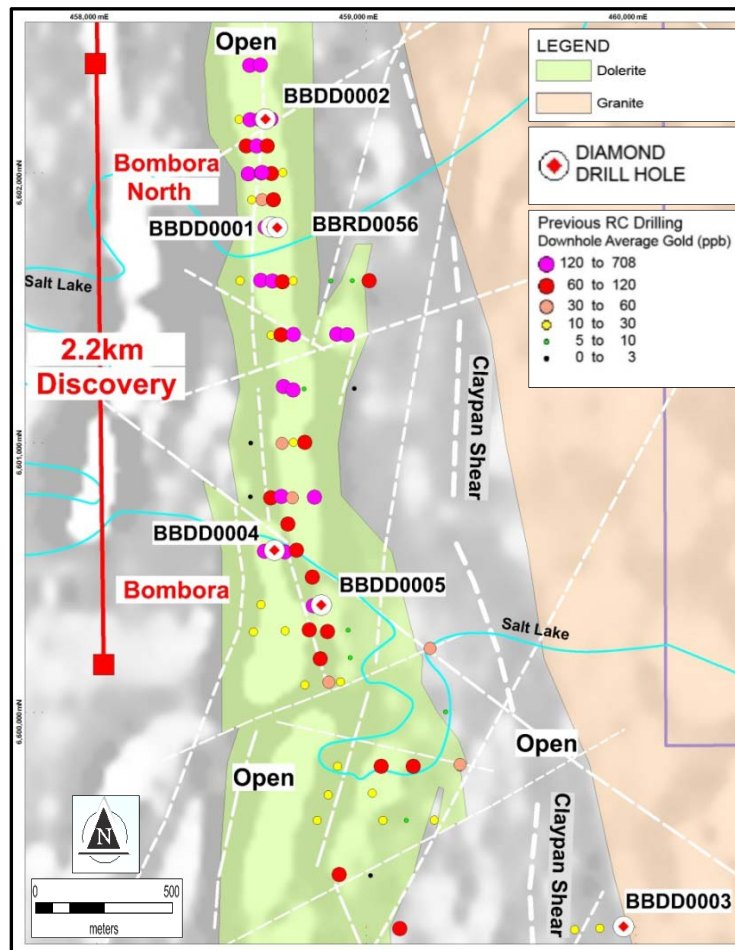 458,000 mE
459,000 mE
460,000 mE
Open
LEGEND
Dolerite
Granite
BBDD0002
DIAMOND
DRILL HOLE
Bombora
North
6,602,000 mN
BBDD0001
BBRD0056
Previous RC Drilling
Downhole Average Gold (ppb)
120 to 708
60 to 120
30 to 60
10 to 30
5 to 10
0 to 3
Salt Lake
2.2km
Discovery
Claypan Shear
6,601,000 mN
BBDD0004
Bombora
BBDD0005
Salt Lake
6,600,000 mN
Open
Open
N
Claypan Shear
0 500
meters
BBDD0003